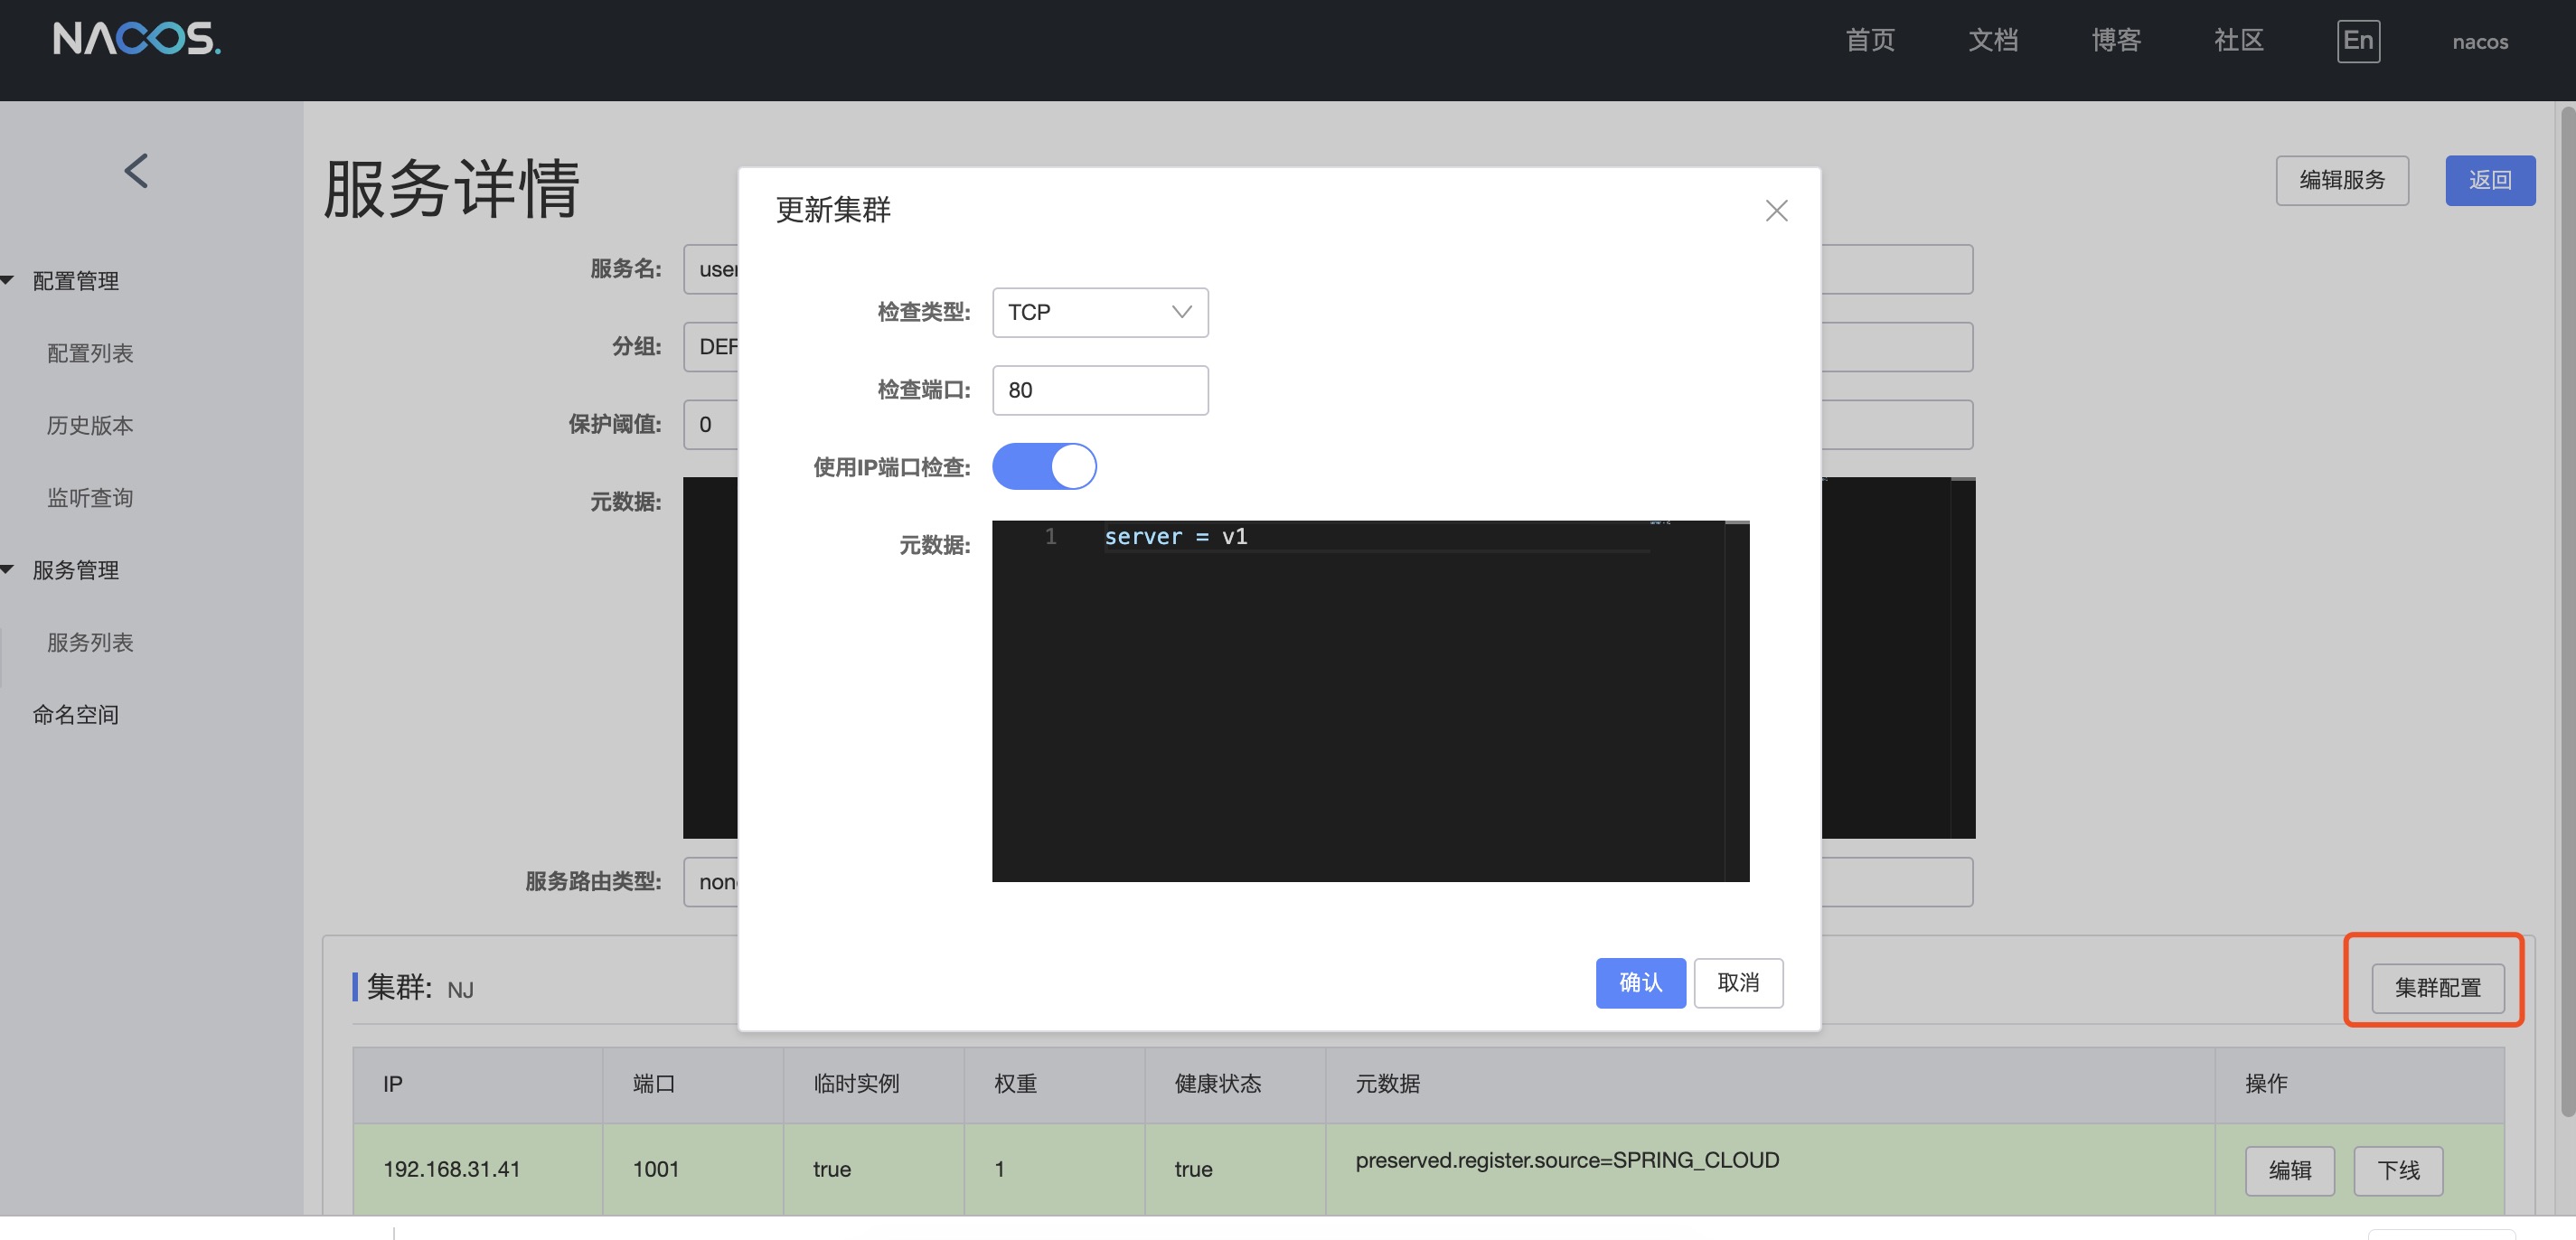 NACOS.
首页 文档 博客 社区 En nacos
服务详情
编辑服务 返回
配置管理
配置列表
历史版本
监听查询
服务管理
服务列表
命名空间
服务名: user
分组: DEF
保护阈值: 0
元数据:
服务路由类型: none
更新集群
检查类型: TCP
检查端口: 80
使用IP端口检查:
元数据: 1 server = v1
确认 取消
集群: NJ 集群配置
IP 端口 临时实例 权重 健康状态 元数据 操作
192.168.31.41 1001 true 1 true preserved.register.source=SPRING_CLOUD 编辑 下线